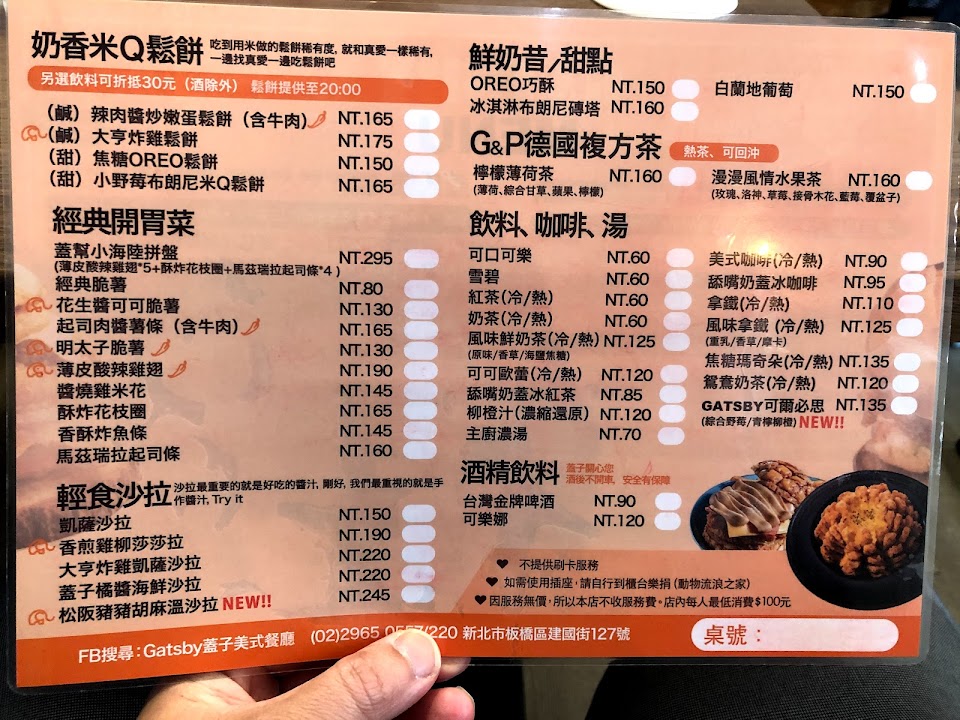 奶香米Q鬆餅 吃到用米做的鬆餅稀有度, 就和真愛一樣稀有, 一邊找真愛一邊吃鬆餅吧
另選飲料可折抵30元（酒除外） 鬆餅提供至20:00
（鹹）辣肉醬炒嫩蛋鬆餅（含牛肉） NT.165
（鹹）大亨炸雞鬆餅 NT.175
（甜）焦糖OREO鬆餅 NT.150
（甜）小野莓布朗尼米Q鬆餅 NT.165
經典開胃菜
蓋幫小海陸拼盤 NT.295
(薄皮酸辣雞翅*5+酥炸花枝圈+馬茲瑞拉起司條*4 )
經典脆薯 NT.80
花生醬可可脆薯 NT.130
起司肉醬薯條（含牛肉） NT.165
明太子脆薯 NT.130
薄皮酸辣雞翅 NT.190
醬燒雞米花 NT.145
酥炸花枝圈 NT.165
香酥炸魚條 NT.145
馬茲瑞拉起司條 NT.160
輕食沙拉 沙拉最重要的就是好吃的醬汁, 剛好, 我們最重視的就是手作醬汁, Try it
凱薩沙拉 NT.150
香煎雞柳莎莎拉 NT.190
大亨炸雞凱薩沙拉 NT.220
蓋子橘醬海鮮沙拉 NT.220
松阪豬豬胡麻溫沙拉 NEW!! NT.245
鮮奶昔/甜點
OREO巧酥 NT.150
白蘭地葡萄 NT.150
冰淇淋布朗尼磚塔 NT.160
G&P德國複方茶 熱茶、可回沖
檸檬薄荷茶 NT.160
(薄荷、綜合甘草、蘋果、檸檬)
漫漫風情水果茶 NT.160
(玫瑰、洛神、草莓、接骨木花、藍莓、覆盆子)
飲料、咖啡、湯
可口可樂 NT.60
雪碧 NT.60
紅茶(冷/熱) NT.60
奶茶(冷/熱) NT.60
風味鮮奶茶(冷/熱) NT.125
(原味/香草/海鹽焦糖)
可可歐蕾(冷/熱) NT.120
舔嘴奶蓋冰紅茶 NT.85
柳橙汁(濃縮還原) NT.120
主廚濃湯 NT.70
美式咖啡(冷/熱) NT.90
舔嘴奶蓋冰咖啡 NT.95
拿鐵(冷/熱) NT.110
風味拿鐵 (冷/熱) NT.125
(重乳/香草/摩卡)
焦糖瑪奇朵(冷/熱) NT.135
鴛鴦奶茶(冷/熱) NT.120
GATSBY可爾必思 NT.135
(綜合野莓/青檸柳橙) NEW!!
酒精飲料 蓋子關心您 酒後不開車, 安全有保障
台灣金牌啤酒 NT.90
可樂娜 NT.120
不提供刷卡服務
如需使用插座，請自行到櫃台樂捐（動物流浪之家）
因服務無價，所以本店不收服務費。店內每人最低消費$100元
FB搜尋：Gatsby蓋子美式餐廳 (02)2965 /220 新北市板橋區建國街127號
桌號：